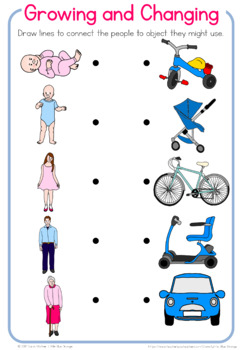 Growing and Changing
Draw lines to connect the people to object they might use.